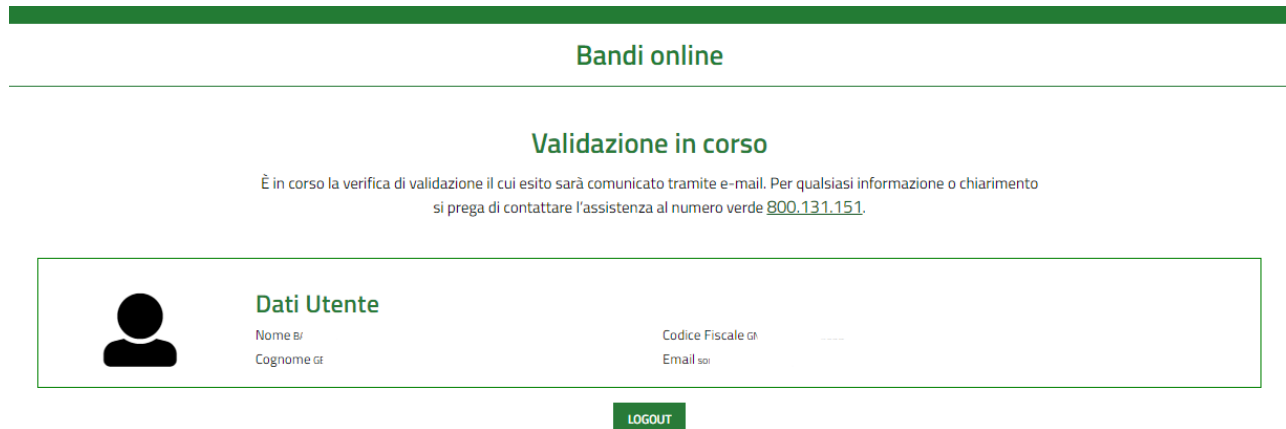 Bandi online
Validazione in corso
È in corso la verifica di validazione il cui esito sarà comunicato tramite e-mail. Per qualsiasi informazione o chiarimento
si prega di contattare l'assistenza al numero verde 800.131.151.
Dati Utente
Nome
Codice Fiscale
Cognome
Email
LOGOUT